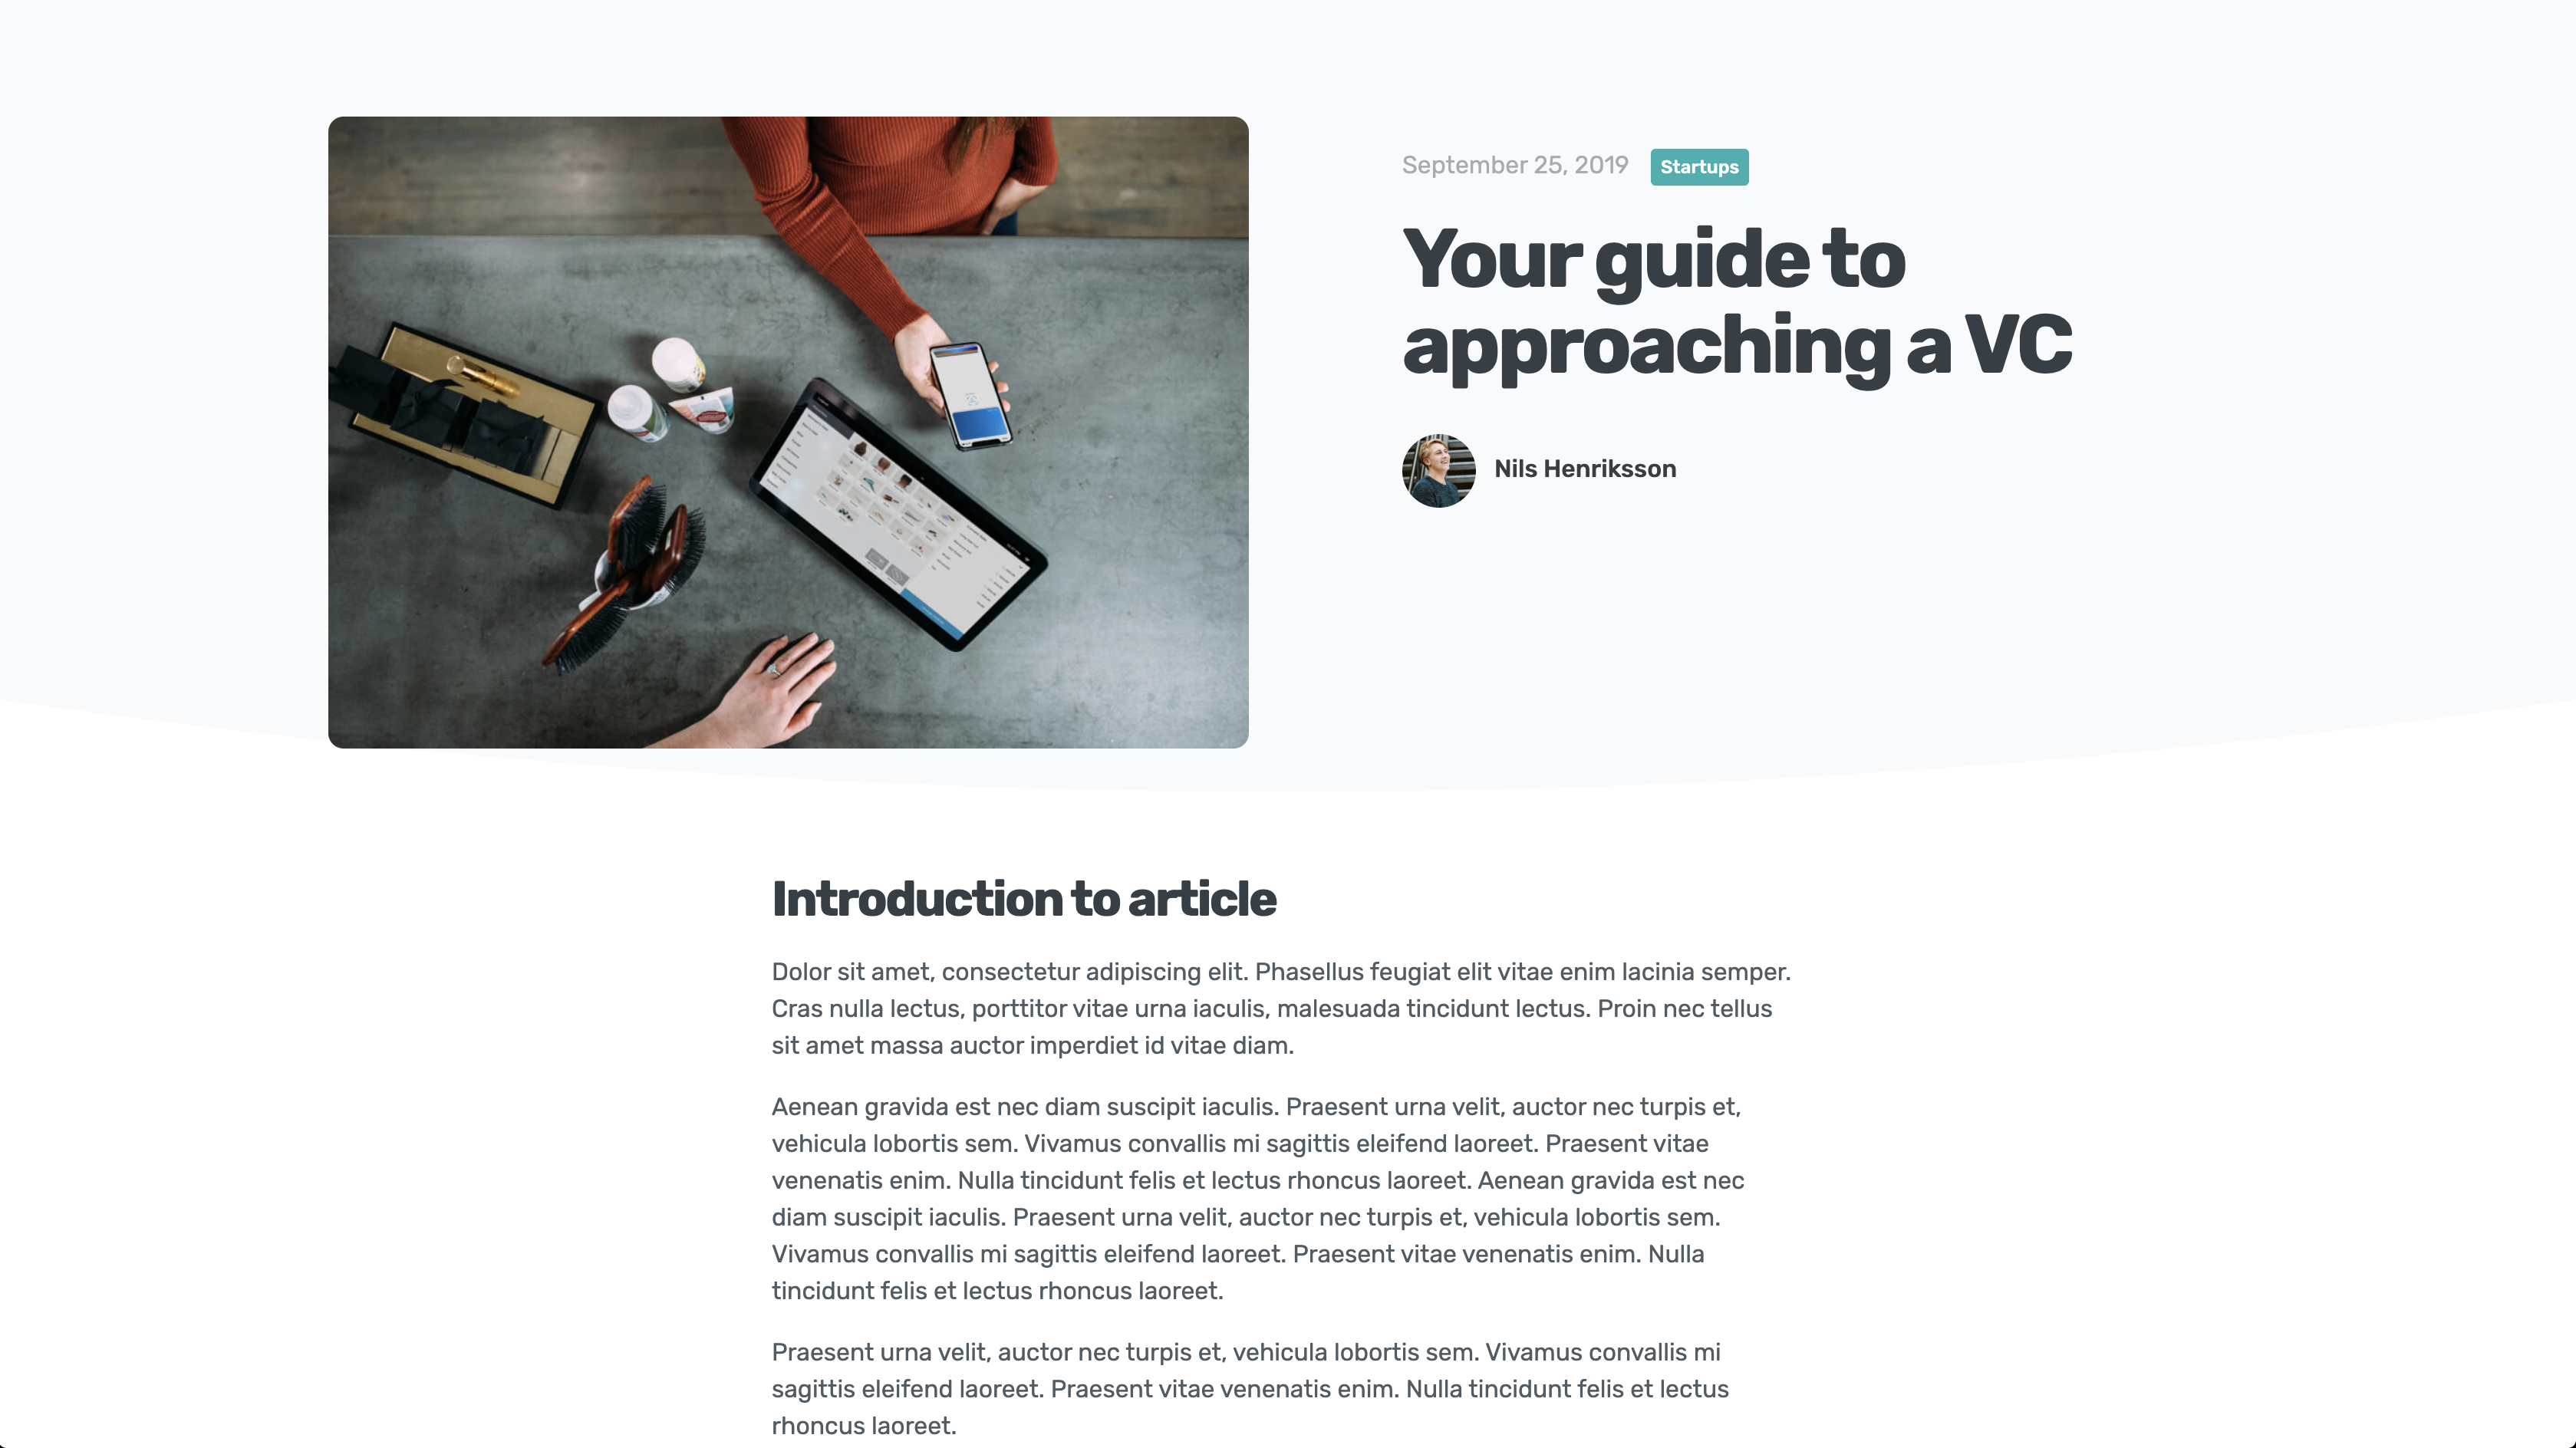 September 25, 2019 Startups
Your guide to
approaching a VC
Nils Henriksson
Introduction to article
Dolor sit amet, consectetur adipiscing elit. Phasellus feugiat elit vitae enim lacinia semper.
Cras nulla lectus, porttitor vitae urna iaculis, malesuada tincidunt lectus. Proin nec tellus
sit amet massa auctor imperdiet id vitae diam.
Aenean gravida est nec diam suscipit iaculis. Praesent urna velit, auctor nec turpis et,
vehicula lobortis sem. Vivamus convallis mi sagittis eleifend laoreet. Praesent vitae
venenatis enim. Nulla tincidunt felis et lectus rhoncus laoreet. Aenean gravida est nec
diam suscipit iaculis. Praesent urna velit, auctor nec turpis et, vehicula lobortis sem.
Vivamus convallis mi sagittis eleifend laoreet. Praesent vitae venenatis enim. Nulla
tincidunt felis et lectus rhoncus laoreet.
Praesent urna velit, auctor nec turpis et, vehicula lobortis sem. Vivamus convallis mi
sagittis eleifend laoreet. Praesent vitae venenatis enim. Nulla tincidunt felis et lectus
rhoncus laoreet.